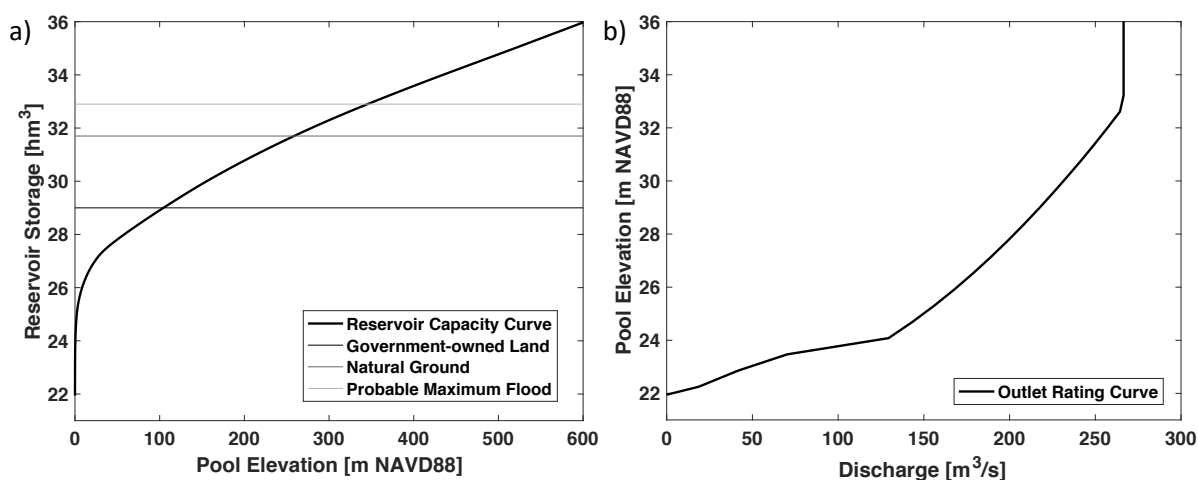 a)
Reservoir Storage [hm³]
36
34
32
30
28
26
24
22
0
100
200
300
400
500
600
Pool Elevation [m NAVD88]
Reservoir Capacity Curve
Government-owned Land
Natural Ground
Probable Maximum Flood
b)
Pool Elevation [m NAVD88]
36
34
32
30
28
26
24
22
0
50
100
150
200
250
300
Discharge [m³/s]
Outlet Rating Curve